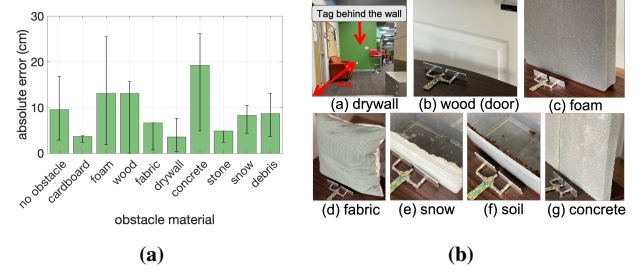 absolute error (cm)
30
20
10
0
no obstacle
cardboard
foam
wood
fabric
drywall
concrete
stone
snow
debris
obstacle material
(a)
Tag behind the wall
(a) drywall
(b) wood (door)
(c) foam
(d) fabric
(e) snow
(f) soil
(g) concrete
(b)